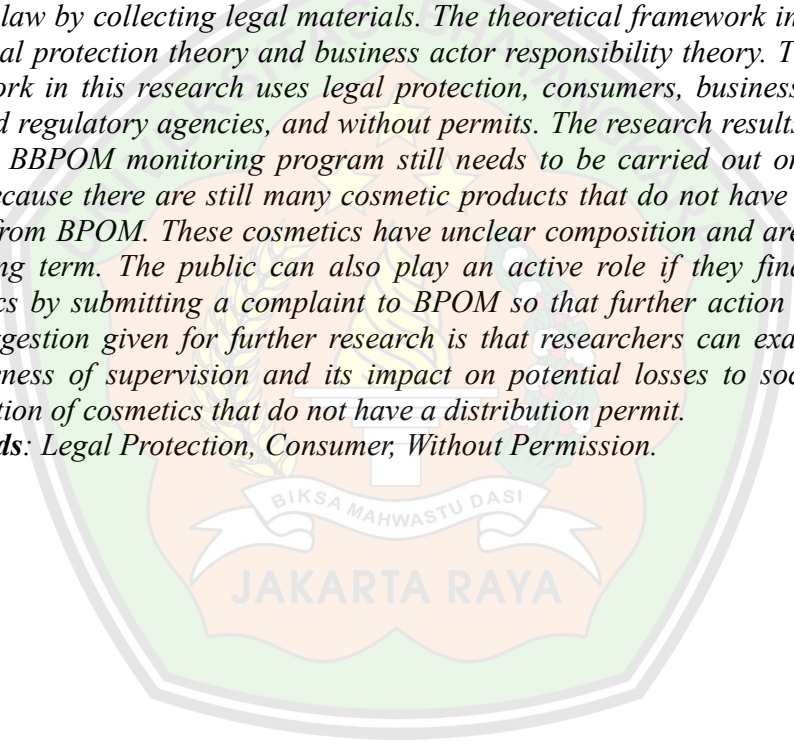 law by collecting legal materials. The theoretical framework in
al protection theory and business actor responsibility theory. T
ork in this research uses legal protection, consumers, business
d regulatory agencies, and without permits. The research results
BBPOM monitoring program still needs to be carried out or
ecause there are still many cosmetic products that do not have
from BPOM. These cosmetics have unclear composition and are
ng term. The public can also play an active role if they find
cs by submitting a complaint to BPOM so that further action
ggestion given for further research is that researchers can exa
eness of supervision and its impact on potential losses to soc
tion of cosmetics that do not have a distribution permit.
ds: Legal Protection, Consumer, Without Permission.
BIKSA MAHWASTU DASI
JAKARTA RAYA